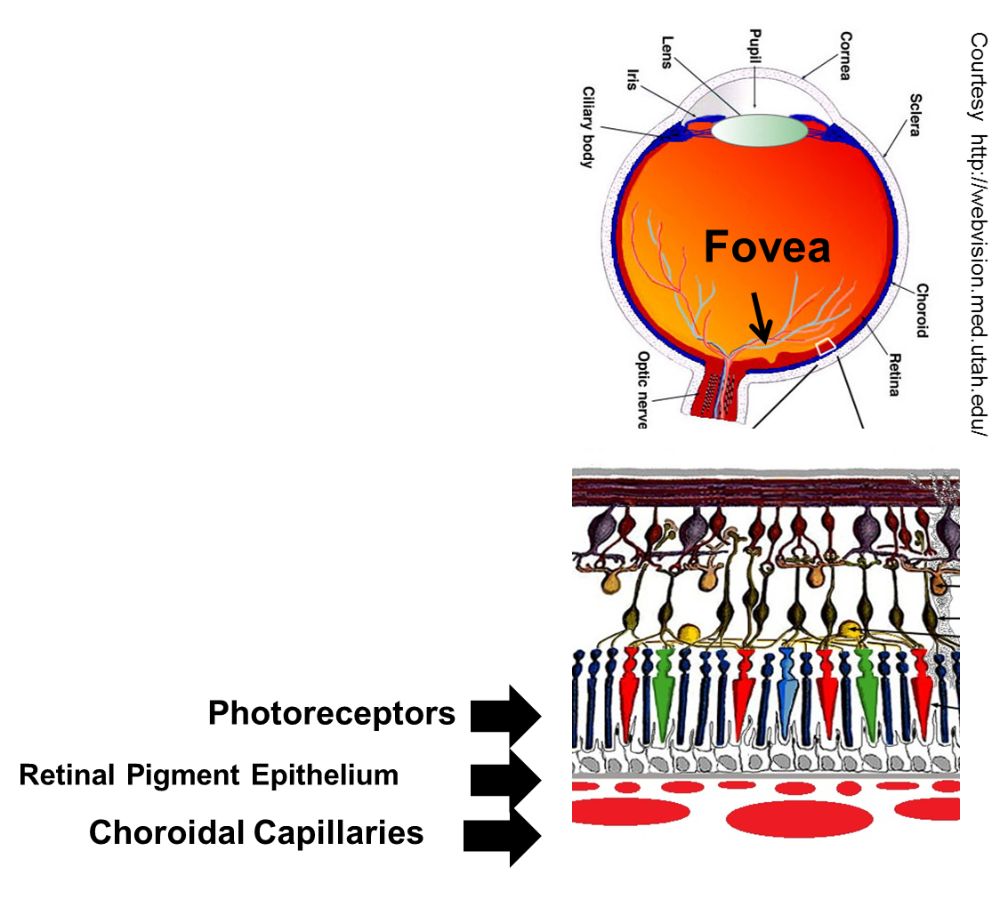 Lens
Pupil
Cornea
Iris
Ciliary body
Sclera
Fovea
Choroid
Retina
Optic nerve
Courtesy http://webvision.med.utah.edu/
Photoreceptors
Retinal Pigment Epithelium
Choroidal Capillaries